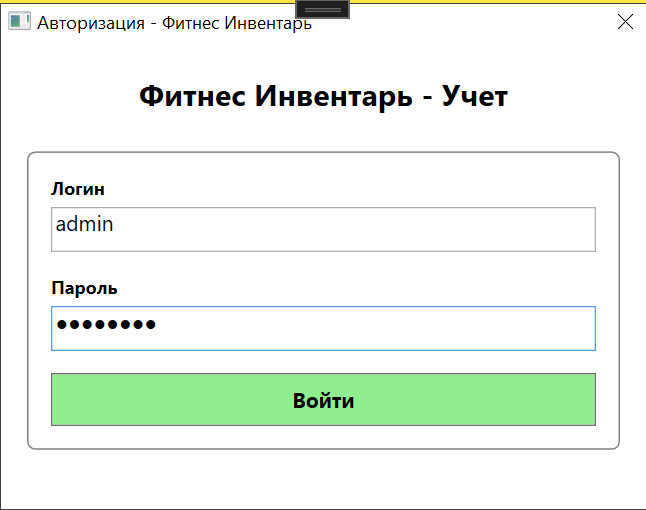 Авторизация - Фитнес Инвентарь
Фитнес Инвентарь - Учет
Логин
admin
Пароль
●●●●●●●●
Войти